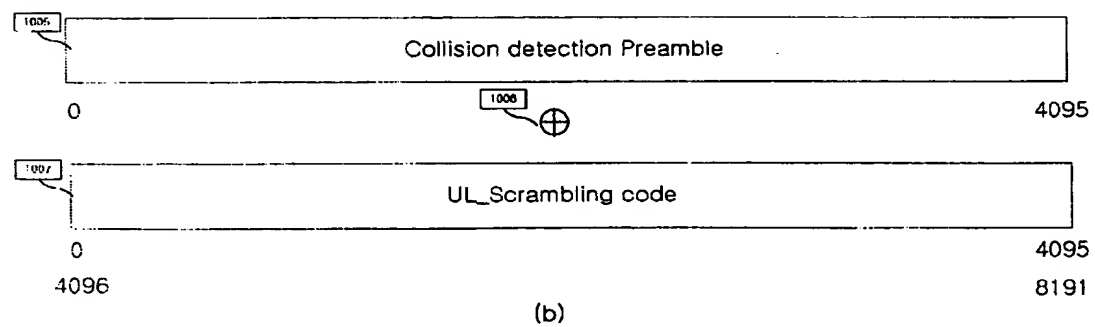 1005
Collision detection Preamble
0 4095
1006
1007
UL_Scrambling code
0 4095
4096 8191
(b)